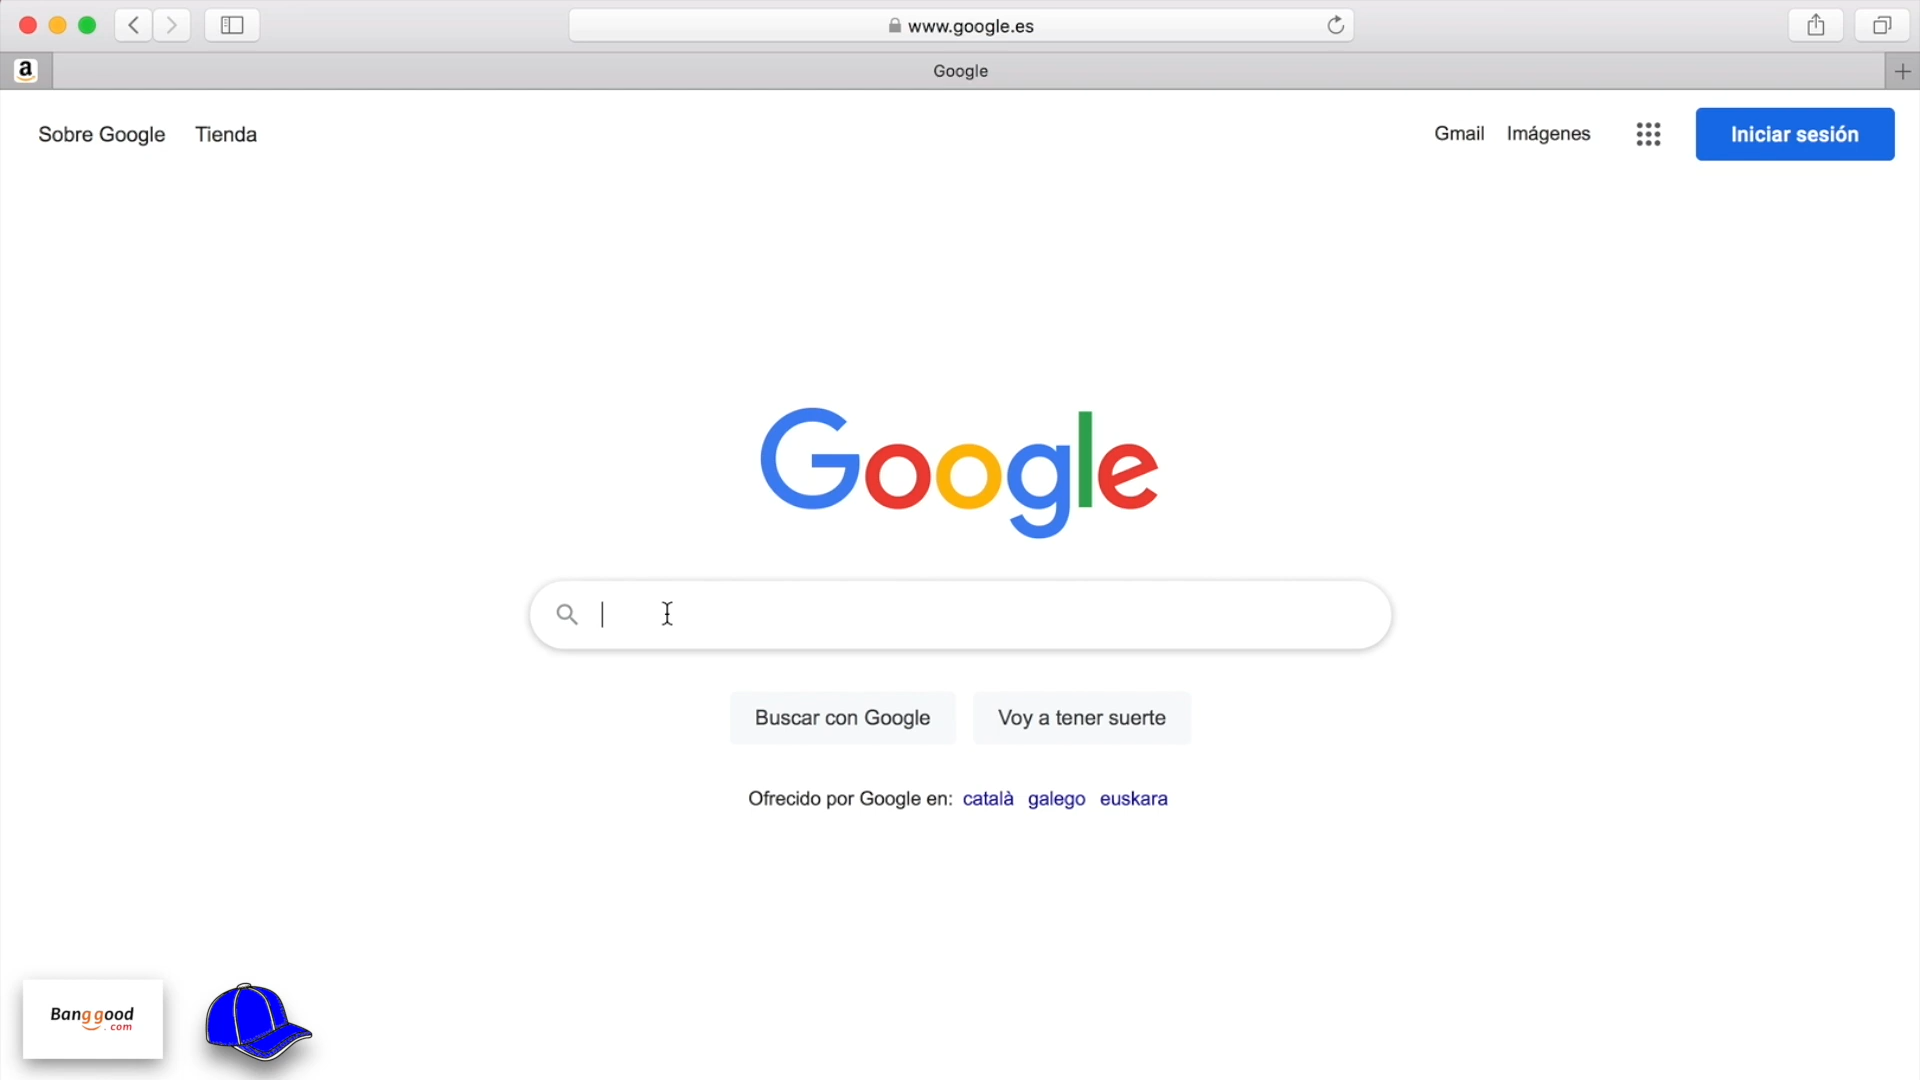 www.google.es
a
Google
Sobre Google Tienda
Gmail Imágenes Iniciar sesión
Google
Buscar con Google Voy a tener suerte
Ofrecido por Google en: català galego euskara
Banggood
.com